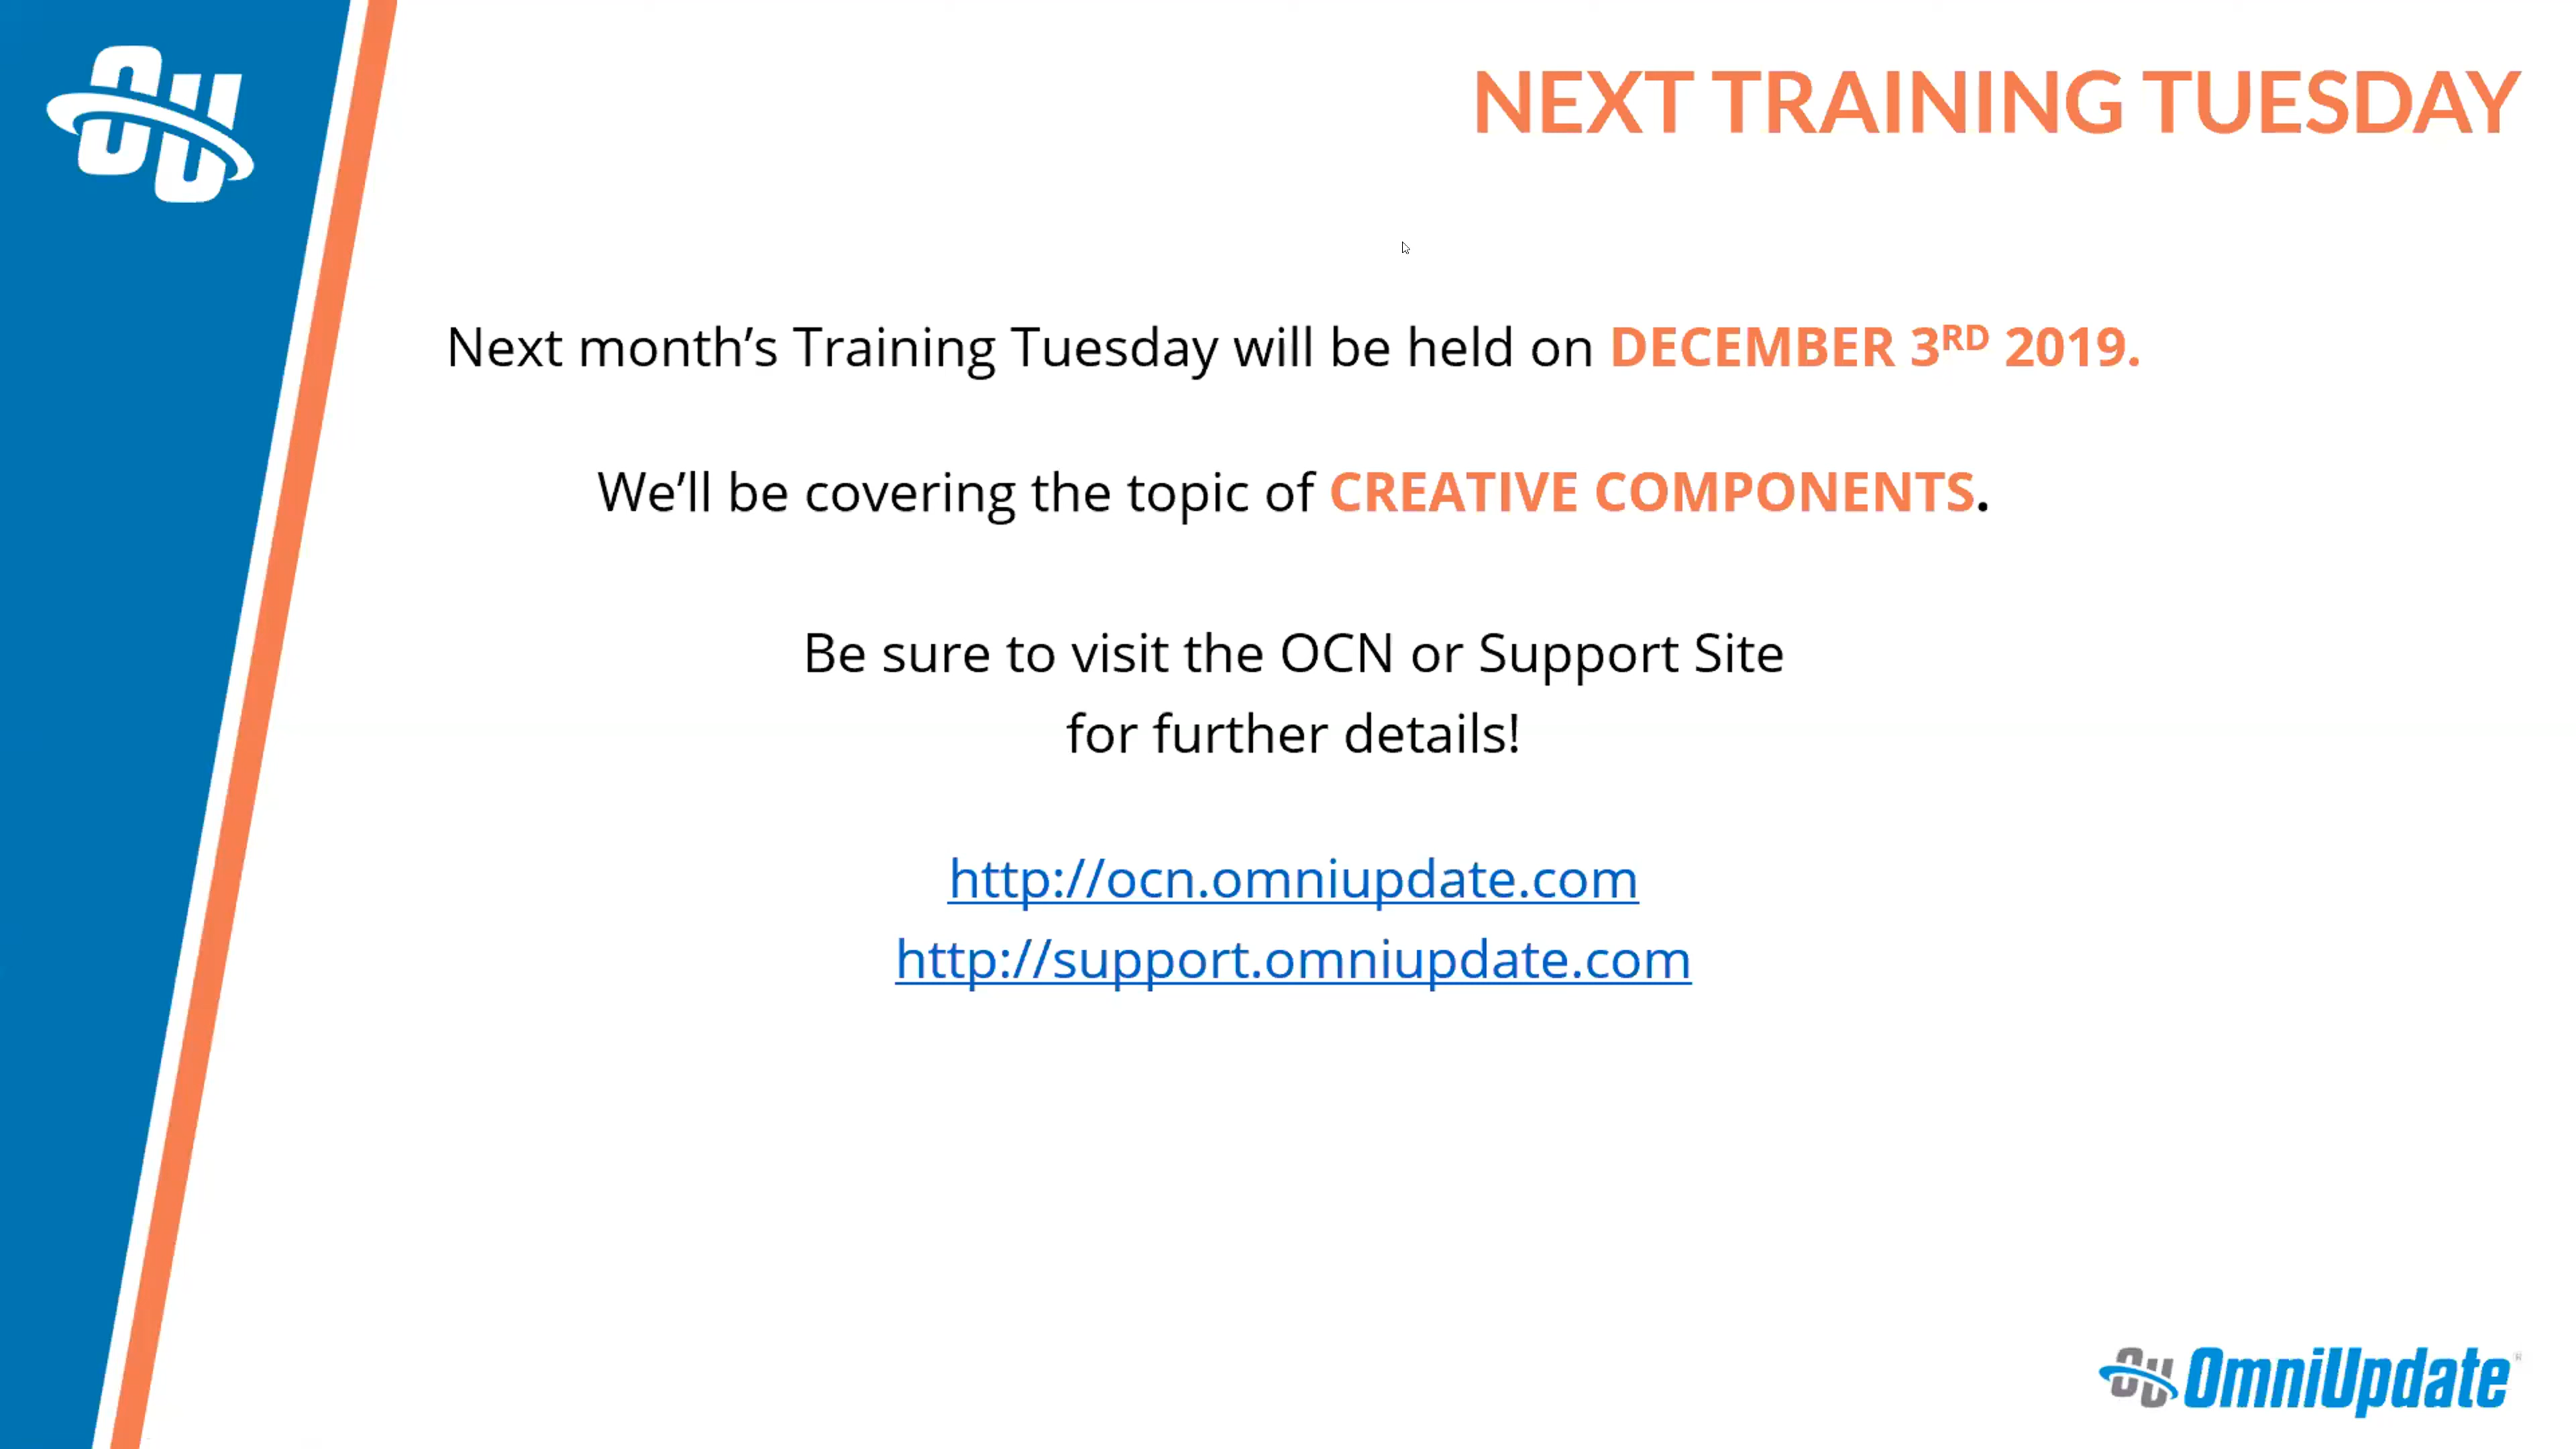 OU
NEXT TRAINING TUESDAY
Next month’s Training Tuesday will be held on DECEMBER 3RD 2019.
We’ll be covering the topic of CREATIVE COMPONENTS.
Be sure to visit the OCN or Support Site
for further details!
http://ocn.omniupdate.com
http://support.omniupdate.com
OU OmniUpdate®